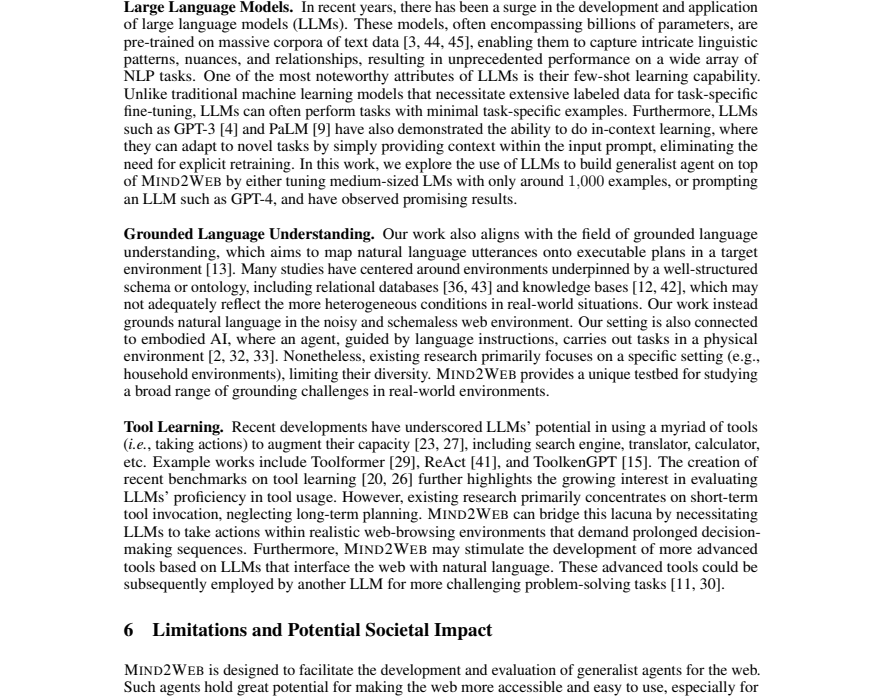 Large Language Models. In recent years, there has been a surge in the development and application
of large language models (LLMs). These models, often encompassing billions of parameters, are
pre-trained on massive corpora of text data [3, 44, 45], enabling them to capture intricate linguistic
patterns, nuances, and relationships, resulting in unprecedented performance on a wide array of
NLP tasks. One of the most noteworthy attributes of LLMs is their few-shot learning capability.
Unlike traditional machine learning models that necessitate extensive labeled data for task-specific
fine-tuning, LLMs can often perform tasks with minimal task-specific examples. Furthermore, LLMs
such as GPT-3 [4] and PaLM [9] have also demonstrated the ability to do in-context learning, where
they can adapt to novel tasks by simply providing context within the input prompt, eliminating the
need for explicit retraining. In this work, we explore the use of LLMs to build generalist agent on top
of MIND2WEB by either tuning medium-sized LMs with only around 1,000 examples, or prompting
an LLM such as GPT-4, and have observed promising results.
Grounded Language Understanding. Our work also aligns with the field of grounded language
understanding, which aims to map natural language utterances onto executable plans in a target
environment [13]. Many studies have centered around environments underpinned by a well-structured
schema or ontology, including relational databases [36, 43] and knowledge bases [12, 42], which may
not adequately reflect the more heterogeneous conditions in real-world situations. Our work instead
grounds natural language in the noisy and schemaless web environment. Our setting is also connected
to embodied AI, where an agent, guided by language instructions, carries out tasks in a physical
environment [2, 32, 33]. Nonetheless, existing research primarily focuses on a specific setting (e.g.,
household environments), limiting their diversity. MIND2WEB provides a unique testbed for studying
a broad range of grounding challenges in real-world environments.
Tool Learning. Recent developments have underscored LLMs' potential in using a myriad of tools
(i.e., taking actions) to augment their capacity [23, 27], including search engine, translator, calculator,
etc. Example works include Toolformer [29], ReAct [41], and ToolkenGPT [15]. The creation of
recent benchmarks on tool learning [20, 26] further highlights the growing interest in evaluating
LLMs' proficiency in tool usage. However, existing research primarily concentrates on short-term
tool invocation, neglecting long-term planning. MIND2WEB can bridge this lacuna by necessitating
LLMs to take actions within realistic web-browsing environments that demand prolonged decision-
making sequences. Furthermore, MIND2WEB may stimulate the development of more advanced
tools based on LLMs that interface the web with natural language. These advanced tools could be
subsequently employed by another LLM for more challenging problem-solving tasks [11, 30].
6 Limitations and Potential Societal Impact
MIND2WEB is designed to facilitate the development and evaluation of generalist agents for the web.
Such agents hold great potential for making the web more accessible and easy to use, especially for